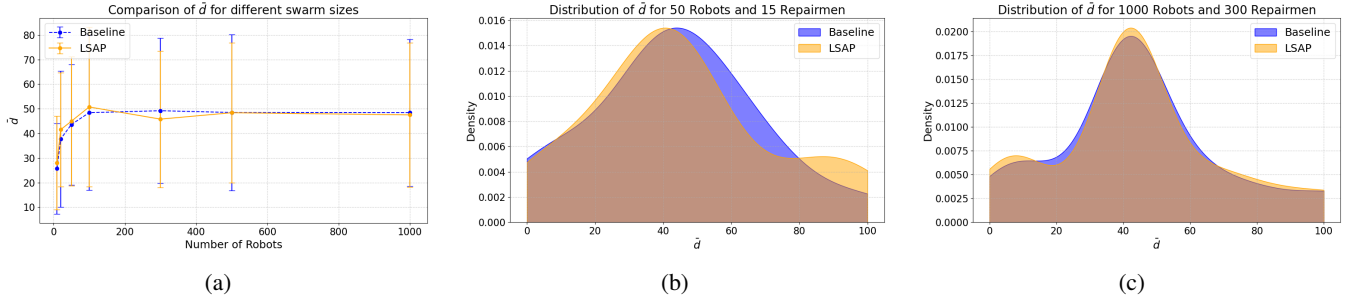 Comparison of d̄ for different swarm sizes
Baseline
LSAP
80
70
60
50
40
30
20
10
d̄
0
200
400
600
800
1000
Number of Robots
(a)
Distribution of d̄ for 50 Robots and 15 Repairmen
Baseline
LSAP
0.016
0.014
0.012
0.010
0.008
0.006
0.004
0.002
0.000
Density
0
20
40
60
80
100
d̄
(b)
Distribution of d̄ for 1000 Robots and 300 Repairmen
Baseline
LSAP
0.0200
0.0175
0.0150
0.0125
0.0100
0.0075
0.0050
0.0025
0.0000
Density
0
20
40
60
80
100
d̄
(c)